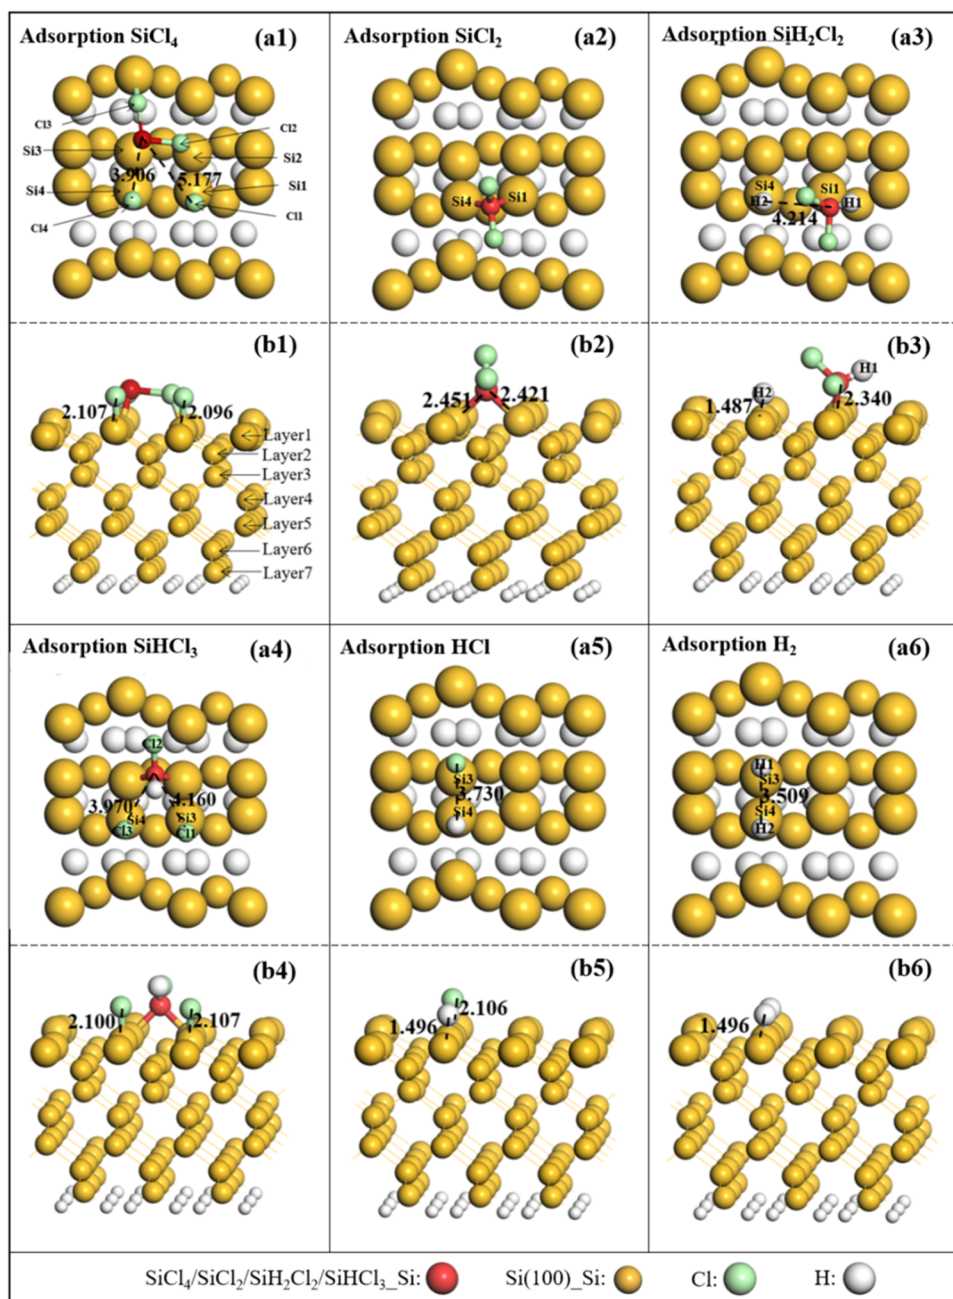 Adsorption SiCl4
(a1)
Cl3
Cl2
Si3
Si2
3.906
5.177
Si4
Si1
Cl4
Cl1
Adsorption SiCl2
(a2)
Si4
Si1
Adsorption SiH2Cl2
(a3)
Si4
Si1
H2
H1
4.214
(b1)
2.107
2.096
Layer1
Layer2
Layer3
Layer4
Layer5
Layer6
Layer7
(b2)
2.451
2.421
(b3)
H1
H2
1.487
2.340
Adsorption SiHCl3
(a4)
Cl2
3.970
4.160
Si4
Si3
Cl1
Adsorption HCl
(a5)
Si3
3.730
Si4
Adsorption H2
(a6)
H1
Si3
3.509
Si4
H2
(b4)
2.100
2.107
(b5)
2.106
1.496
(b6)
1.496
SiCl4/SiCl2/SiH2Cl2/SiHCl3_Si:
Si(100)_Si:
Cl:
H: